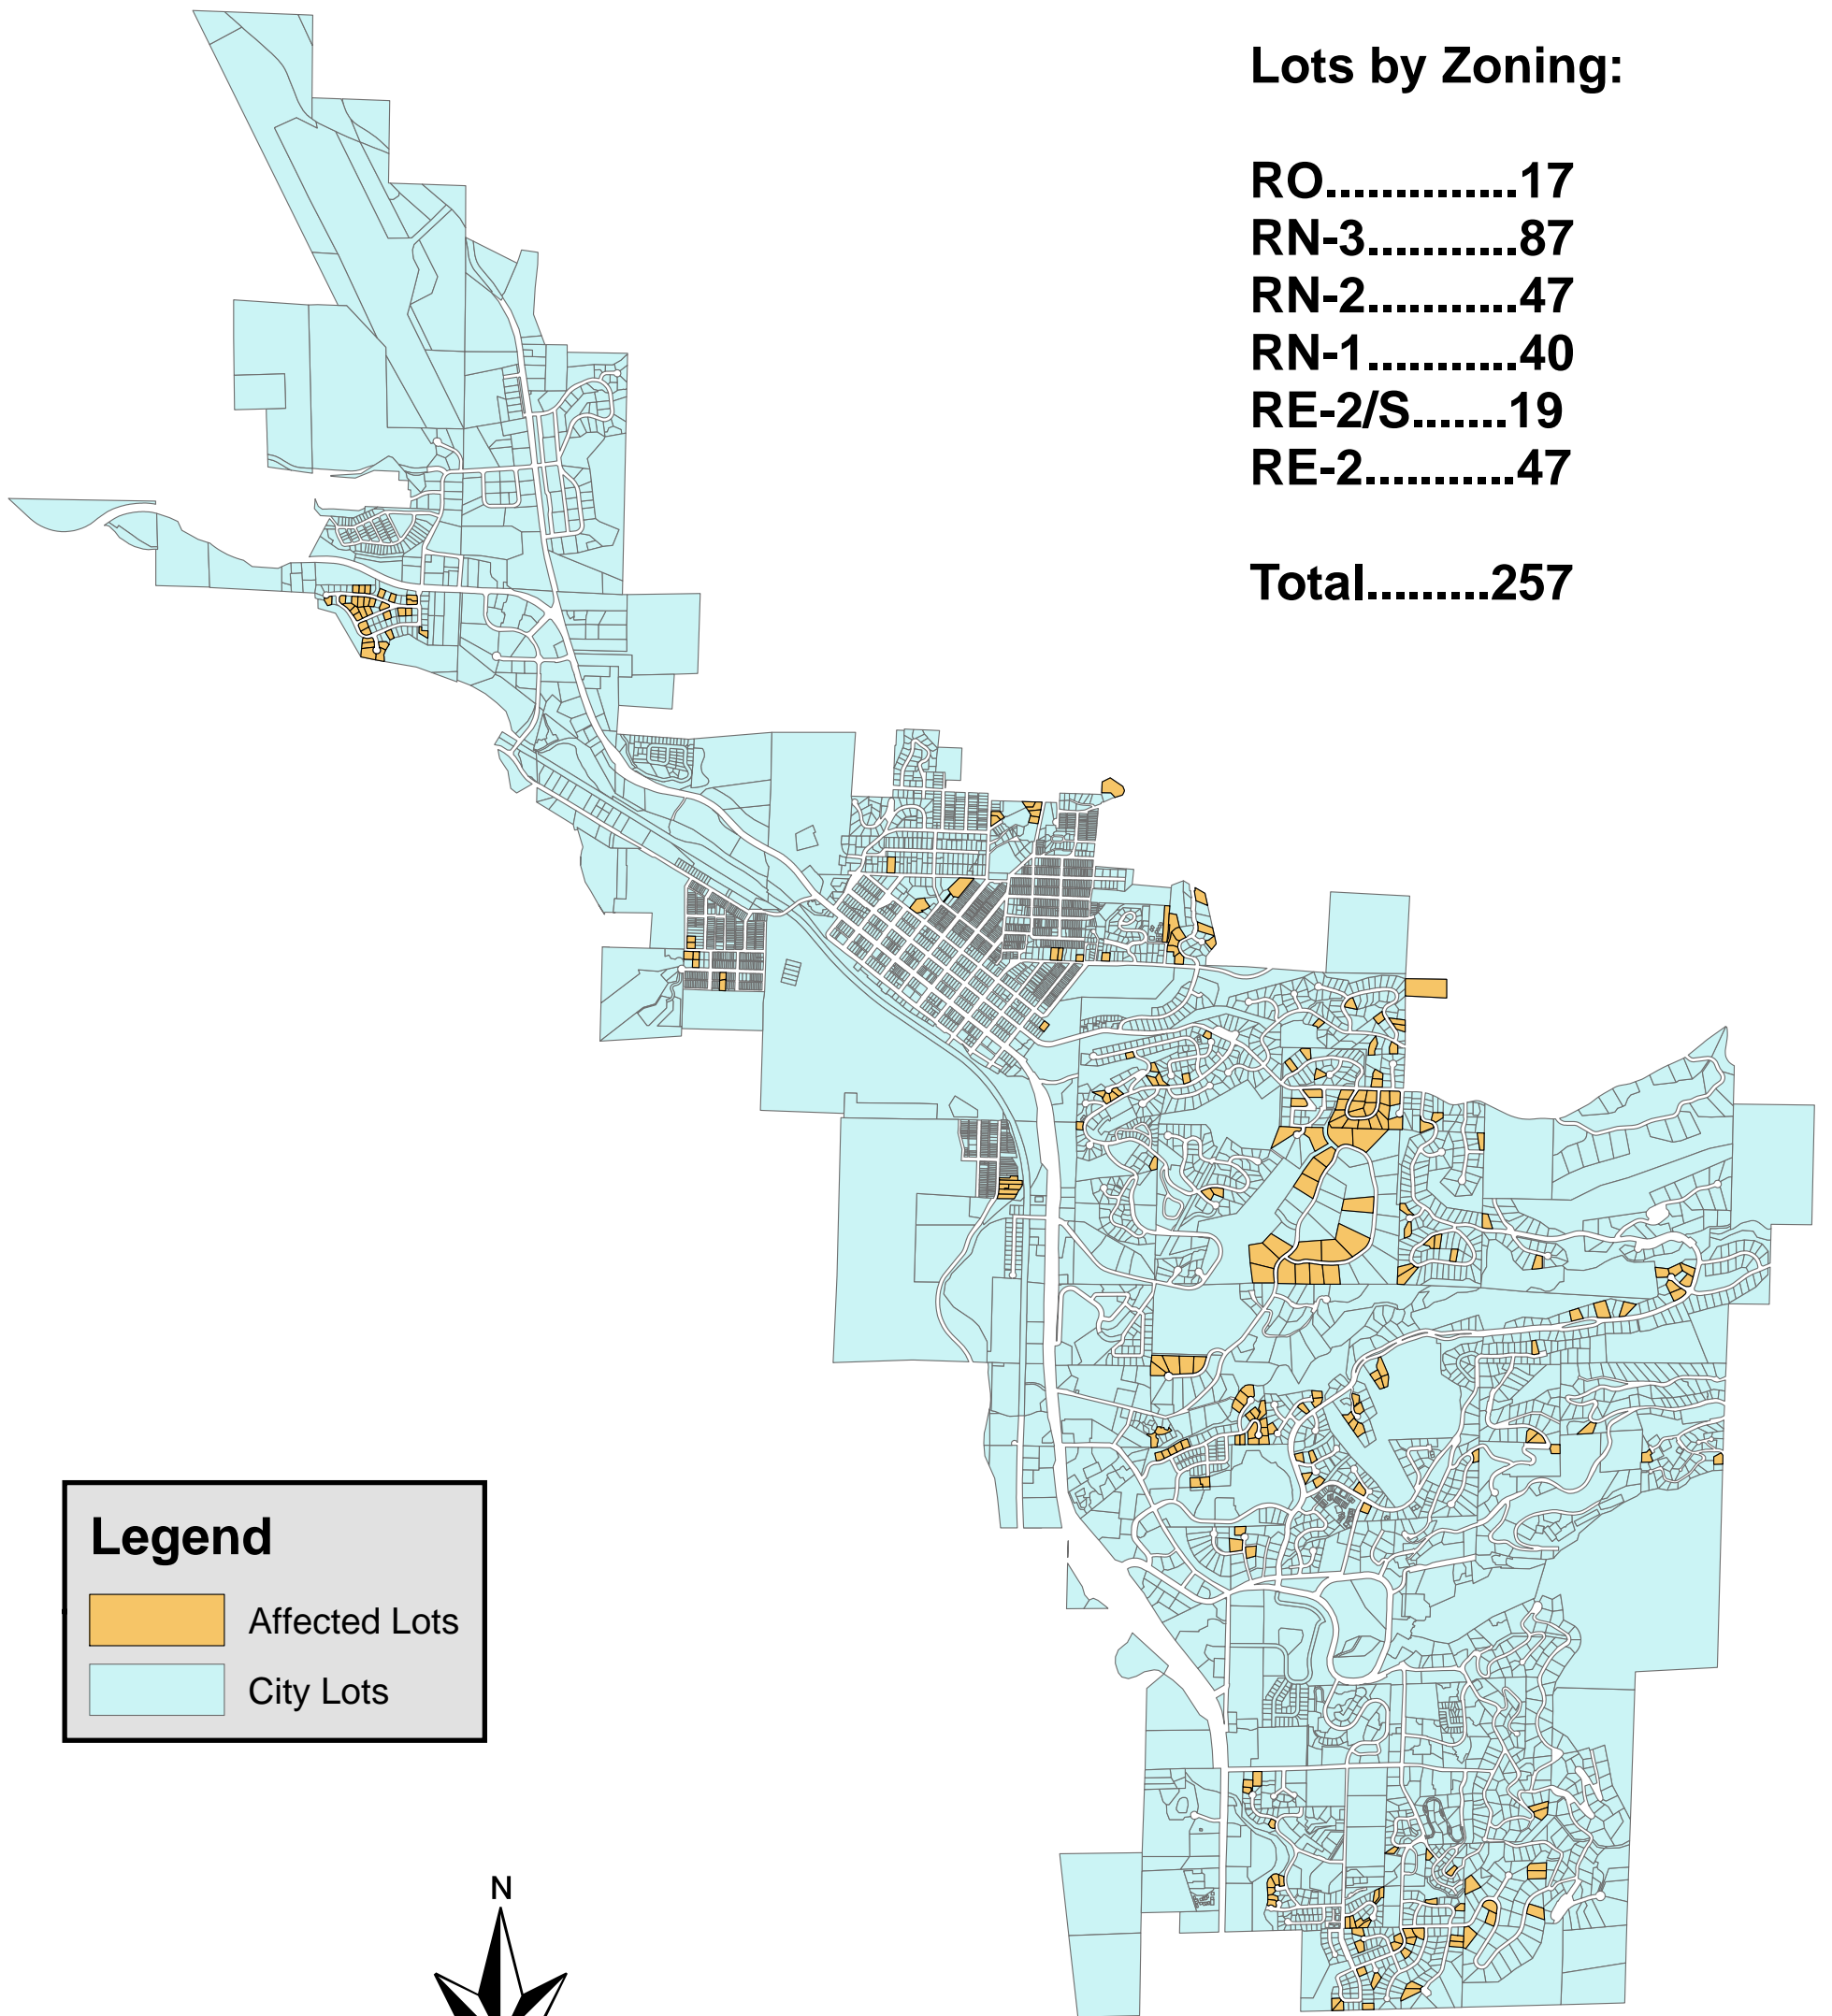 Lots by Zoning:
RO..............17
RN-3...........87
RN-2...........47
RN-1...........40
RE-2/S.......19
RE-2...........47
Total.........257
Legend
Affected Lots
City Lots
N